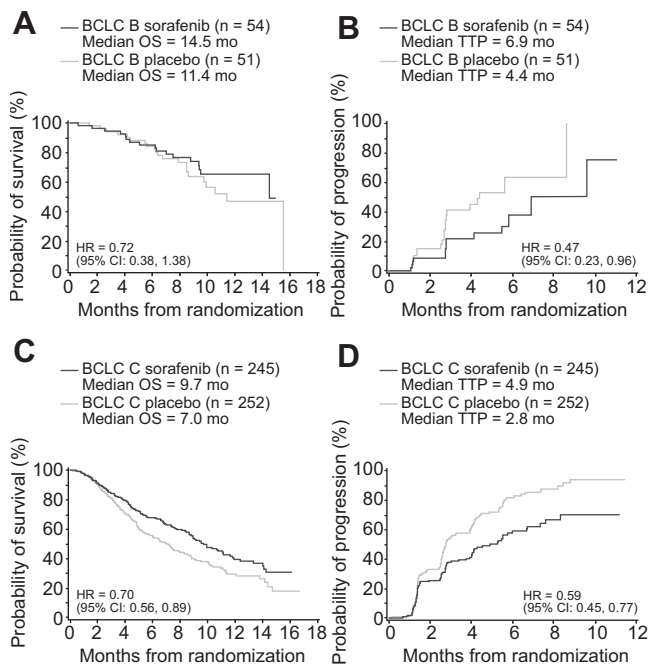 A
BCLC B sorafenib (n = 54)
Median OS = 14.5 mo
BCLC B placebo (n = 51)
Median OS = 11.4 mo
Probability of survival (%)
100
80
60
40
20
0
HR = 0.72
(95% CI: 0.38, 1.38)
0 2 4 6 8 10 12 14 16 18
Months from randomization
B
BCLC B sorafenib (n = 54)
Median TTP = 6.9 mo
BCLC B placebo (n = 51)
Median TTP = 4.4 mo
Probability of progression (%)
100
80
60
40
20
0
HR = 0.47
(95% CI: 0.23, 0.96)
0 2 4 6 8 10 12
Months from randomization
C
BCLC C sorafenib (n = 245)
Median OS = 9.7 mo
BCLC C placebo (n = 252)
Median OS = 7.0 mo
Probability of survival (%)
100
80
60
40
20
0
HR = 0.70
(95% CI: 0.56, 0.89)
0 2 4 6 8 10 12 14 16 18
Months from randomization
D
BCLC C sorafenib (n = 245)
Median TTP = 4.9 mo
BCLC C placebo (n = 252)
Median TTP = 2.8 mo
Probability of progression (%)
100
80
60
40
20
0
HR = 0.59
(95% CI: 0.45, 0.77)
0 2 4 6 8 10 12
Months from randomization